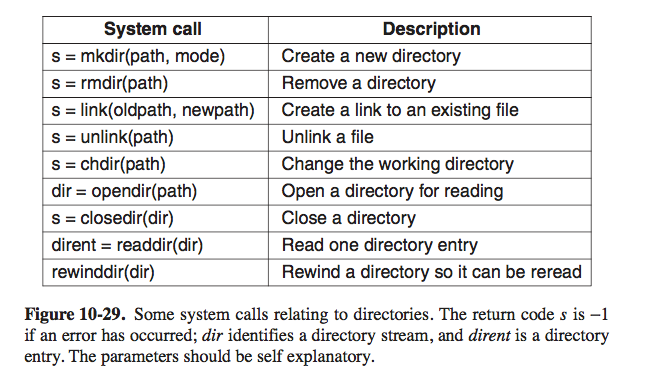 System call Description
s = mkdir(path, mode) Create a new directory
s = rmdir(path) Remove a directory
s = link(oldpath, newpath) Create a link to an existing file
s = unlink(path) Unlink a file
s = chdir(path) Change the working directory
dir = opendir(path) Open a directory for reading
s = closedir(dir) Close a directory
dirent = readdir(dir) Read one directory entry
rewinddir(dir) Rewind a directory so it can be reread
Figure 10-29. Some system calls relating to directories. The return code s is −1
if an error has occurred; dir identifies a directory stream, and dirent is a directory
entry. The parameters should be self explanatory.